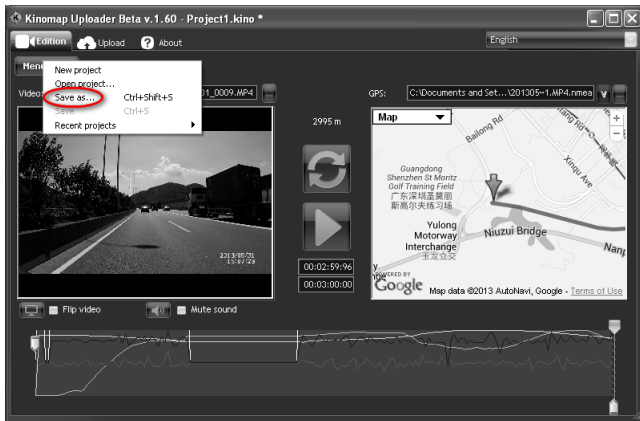 Kinomap Uploader Beta v.1.60 - Project1.kino *
Edition
Upload
? About
English
Menu
New project
Open project...
Save as... Ctrl+Shift+S
Save Ctrl+S
Recent projects
Video:
01_0009.MP4
...
GPS:
C:\Documents and Set...\201305~1.MP4.nmea
...
2995 m
Map
+
-
Bailong Rd
Xinqu Ave
Guangdong
Shenzhen St Moritz
Golf Training Field
广东深圳圣莫丽
斯高尔夫练习场
Yulong
Motorway
Interchange
玉龙立交
Niuzui Bridge
Nanp
POWERED BY
Google
Map data ©2013 AutoNavi, Google - Terms of Use
2013/05/31
15:07:23
00:02:59:96
00:03:00:00
Flip video
Mute sound